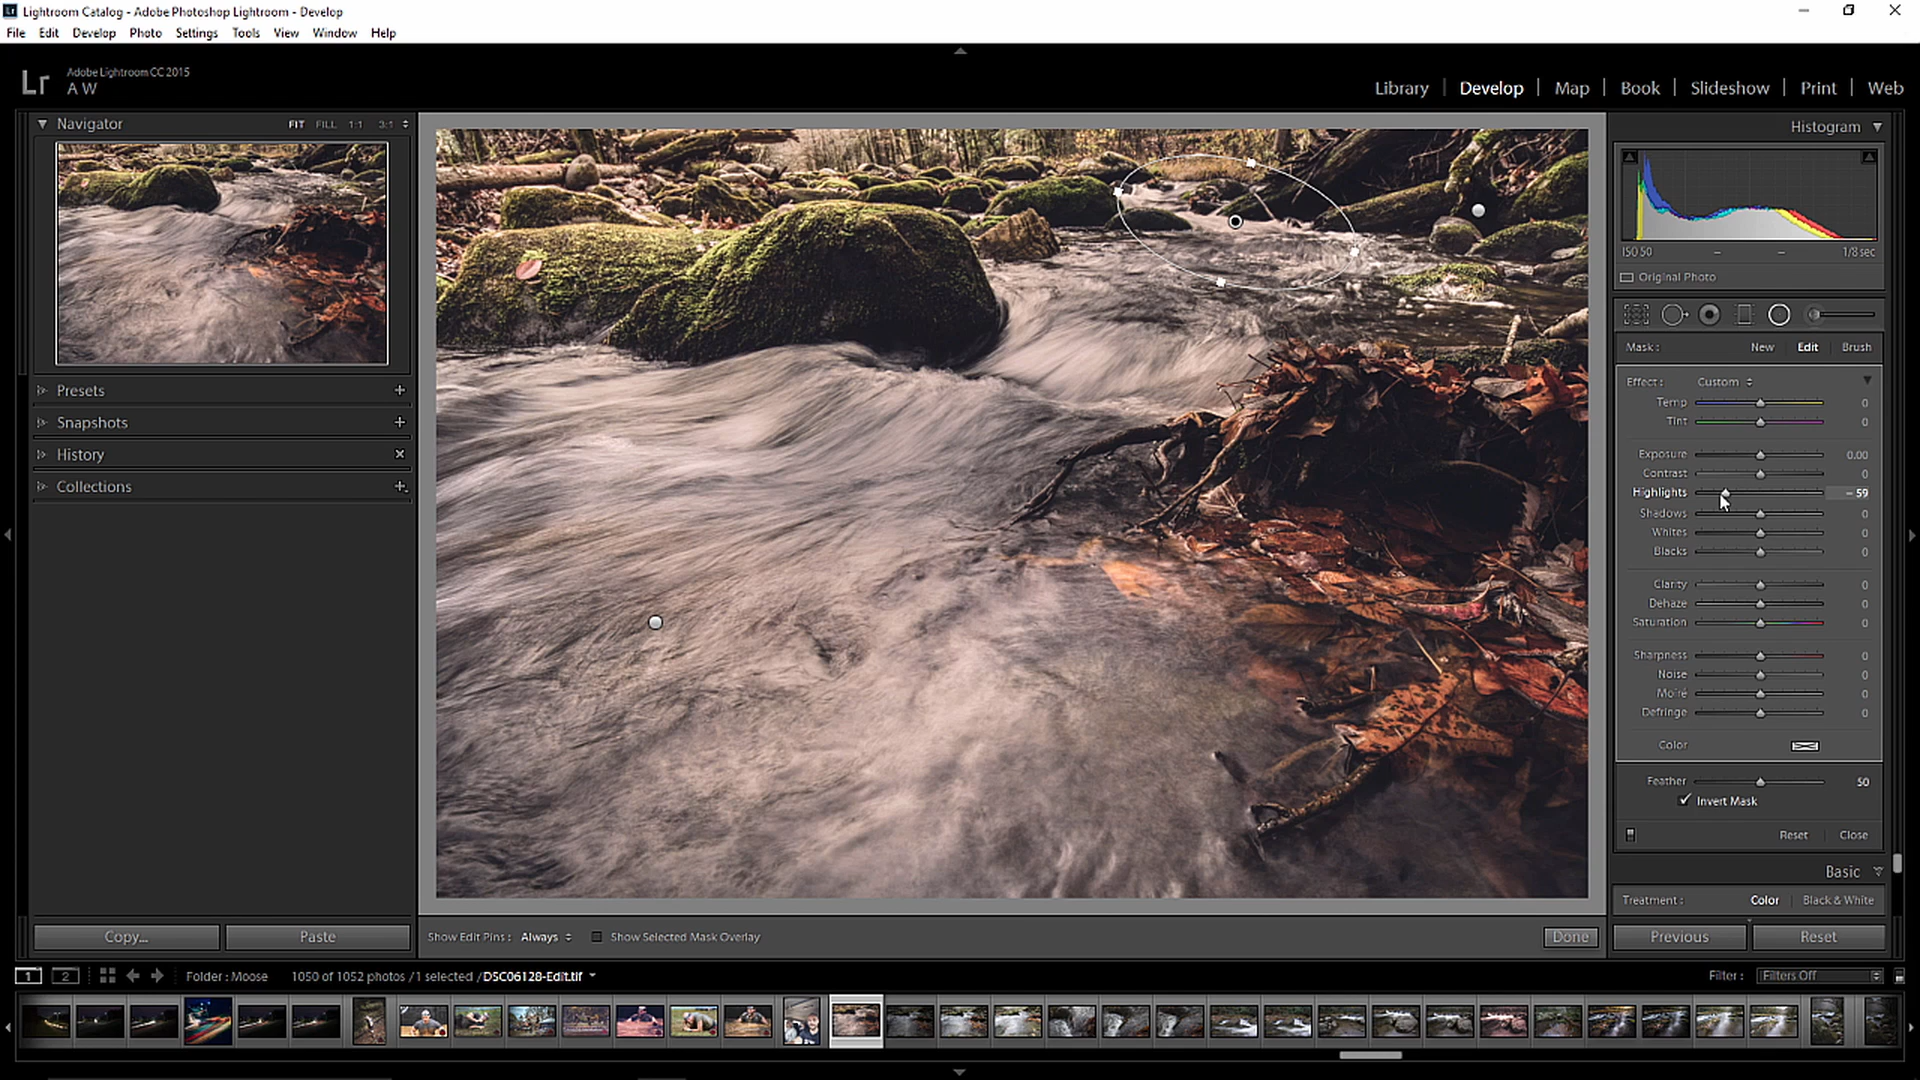 Lightroom Catalog - Adobe Photoshop Lightroom - Develop
File Edit Develop Photo Settings Tools View Window Help
Lr Adobe Lightroom CC 2015
A W
Library Develop Map Book Slideshow Print Web
Navigator FIT FILL 1:1 3:1
Histogram
ISO 50 – – 1/8 sec
Original Photo
Mask : New Edit Brush
Effect : Custom
Temp 0
Tint 0
Exposure 0.00
Contrast 0
Highlights – 59
Shadows 0
Whites 0
Blacks 0
Clarity 0
Dehaze 0
Saturation 0
Sharpness 0
Noise 0
Moiré 0
Defringe 0
Color
Feather 50
Invert Mask
Reset Close
Basic
Treatment : Color Black & White
Presets +
Snapshots +
History ×
Collections +
Copy... Paste
Show Edit Pins : Always Show Selected Mask Overlay Done
Previous Reset
1 2 Folder : Moose 1050 of 1052 photos /1 selected /DSC06128-Edit.tif Filter : Filters Off